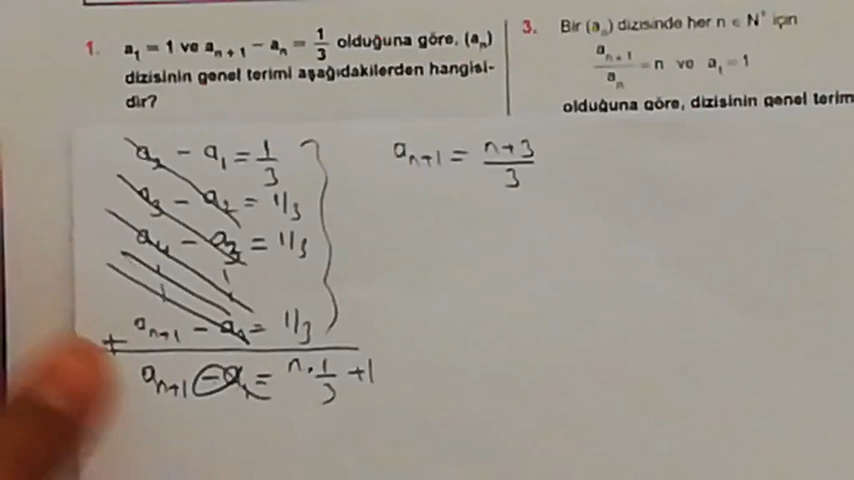 1. a₁ = 1 ve aₙ₊₁ − aₙ = 1/3 olduğuna göre, (aₙ)
dizisinin genel terimi aşağıdakilerden hangisi-
dir?
a₂ − a₁ = 1/3
a₃ − a₂ = 1/3
a₄ − a₃ = 1/3
aₙ₊₁ − aₙ = 1/3
+
aₙ₊₁ − a₁ = n · 1/3 + 1
aₙ₊₁ = (n+3)/3
3. Bir (aₙ) dizisinde her n ∈ N⁺ için
aₙ₊₁/aₙ = n ve a₁ = 1
olduğuna göre, dizisinin genel terim